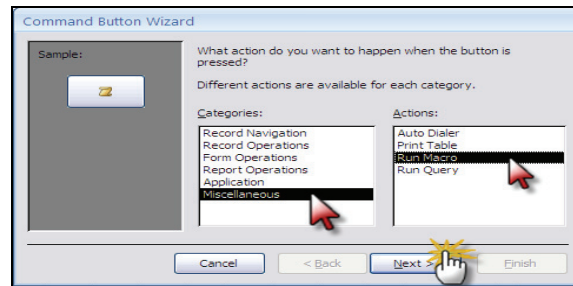 Command Button Wizard
Sample:
What action do you want to happen when the button is
pressed?
Different actions are available for each category.
Categories:
Record Navigation
Record Operations
Form Operations
Report Operations
Application
Miscellaneous
Actions:
Auto Dialer
Print Table
Run Macro
Run Query
Cancel
< Back
Next >
Finish